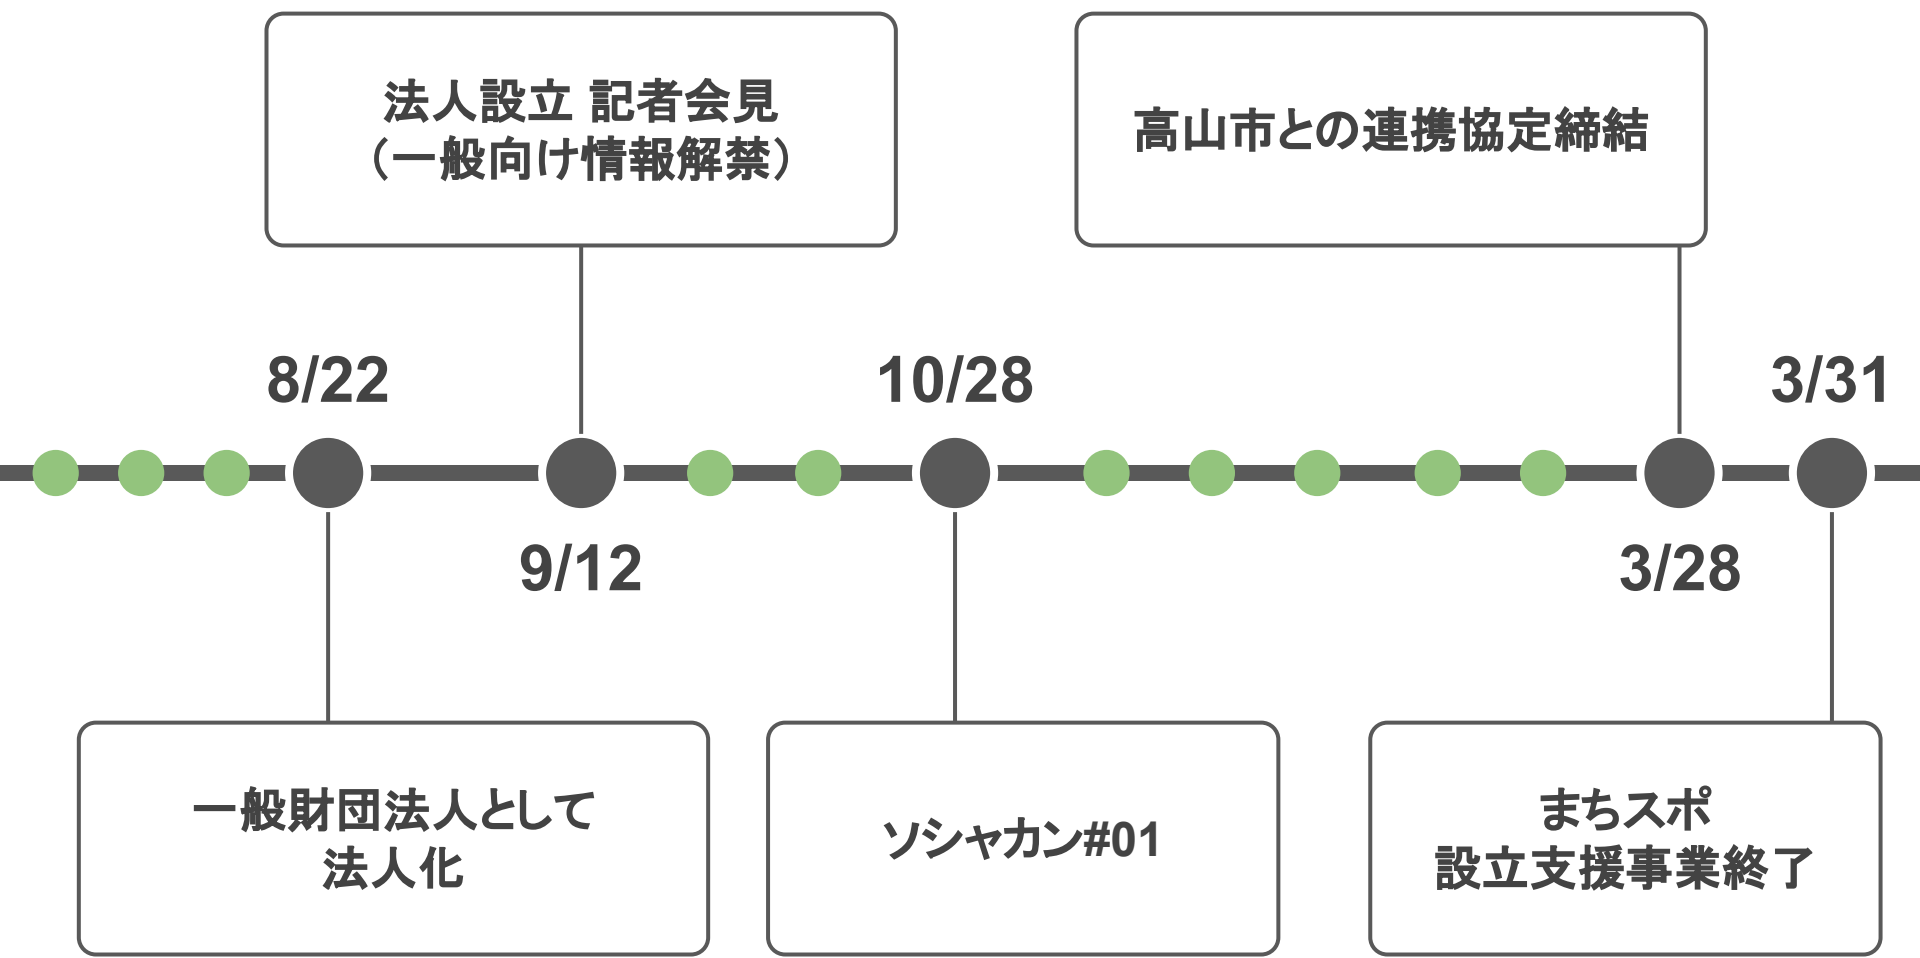 法人設立 記者会見
（一般向け情報解禁）
高山市との連携協定締結
8/22
10/28
3/31
9/12
3/28
一般財団法人として
法人化
ソシャカン#01
まちスポ
設立支援事業終了